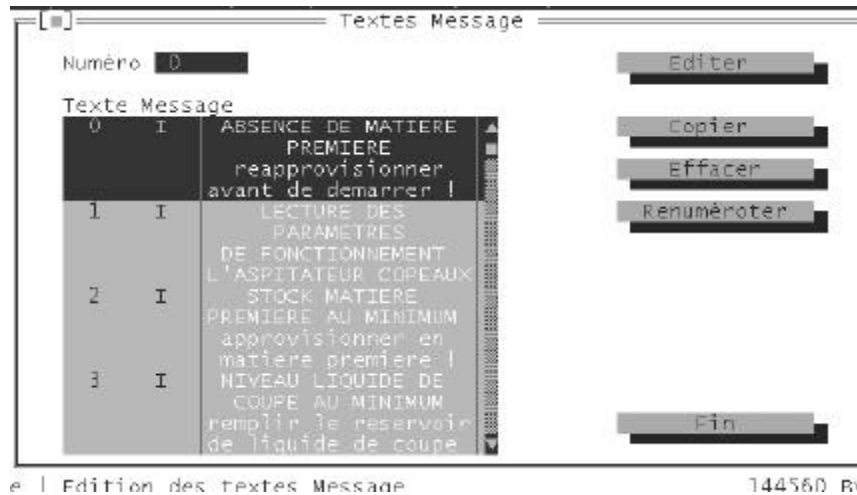 Textes Message
Numéro 0
Editer
Texte Message
0 I ABSENCE DE MATIERE
PREMIERE
reapprovisionner
avant de demarrer !
Copier
Effacer
Renuméroter
1 I LECTURE DES
PARAMETRES
DE FONCTIONNEMENT
L'ASPITATEUR COPEAUX
2 I STOCK MATIERE
PREMIERE AU MINIMUM
approvisionner en
matiere premiere !
3 I NIVEAU LIQUIDE DE
COUPE AU MINIMUM
remplir le reservoir
de liquide de coupe
Fin
e | Edition des textes Message 144560 By